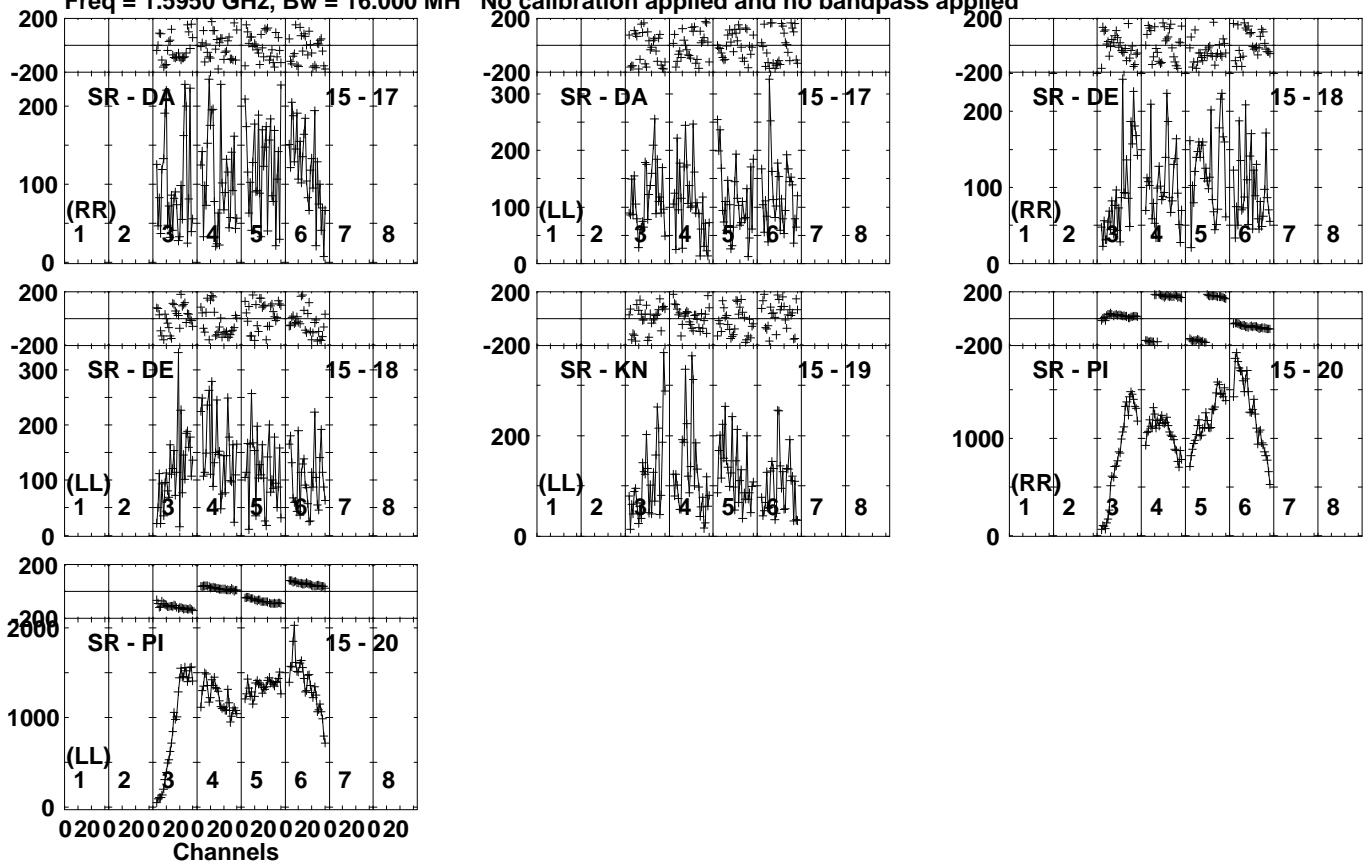 Freq = 1.5950 GHz, Bw = 16.000 MH No calibration applied and no bandpass applied
200
-200
200
100
0
SR - DA 15 - 17
(RR)
1 2 3 4 5 6 7 8
-200
300
200
100
0
SR - DA 15 - 17
(LL)
1 2 3 4 5 6 7 8
200
-200
200
100
0
SR - DE 15 - 18
(RR)
1 2 3 4 5 6 7 8
200
-200
300
200
100
0
SR - DE 15 - 18
(LL)
1 2 3 4 5 6 7 8
200
-200
200
0
SR - KN 15 - 19
(LL)
1 2 3 4 5 6 7 8
200
-200
1000
0
SR - PI 15 - 20
(RR)
1 2 3 4 5 6 7 8
200
-200
2000
1000
0
SR - PI 15 - 20
(LL)
1 2 3 4 5 6 7 8
0 20 0 20 0 20 0 20 0 20 0 20 0 20 0 20
Channels